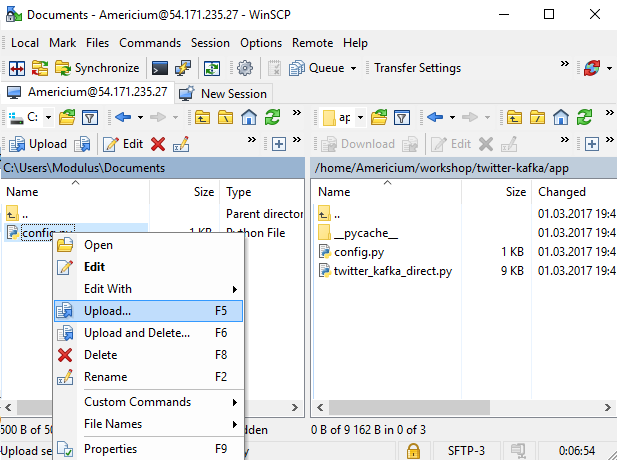 Documents - Americium@54.171.235.27 - WinSCP
Local Mark Files Commands Session Options Remote Help
Synchronize Queue Transfer Settings »
Americium@54.171.235.27 New Session
C: ap
Upload Edit » Download Edit »
C:\Users\Modulus\Documents /home/Americium/workshop/twitter-kafka/app
Name Size Type Name Size Changed
.. Parent director .. 01.03.2017 19:4
config.py 1 KB Python File __pycache__ 01.03.2017 19:4
Open config.py 1 KB 01.03.2017 19:4
Edit twitter_kafka_direct.py 9 KB 01.03.2017 19:4
Edit With
Upload... F5
Upload and Delete... F6
Delete F8
Rename F2
Custom Commands
File Names
Properties F9
500 B of 50 dden 0 B of 9 162 B in 0 of 3
Upload se y SFTP-3 0:06:54